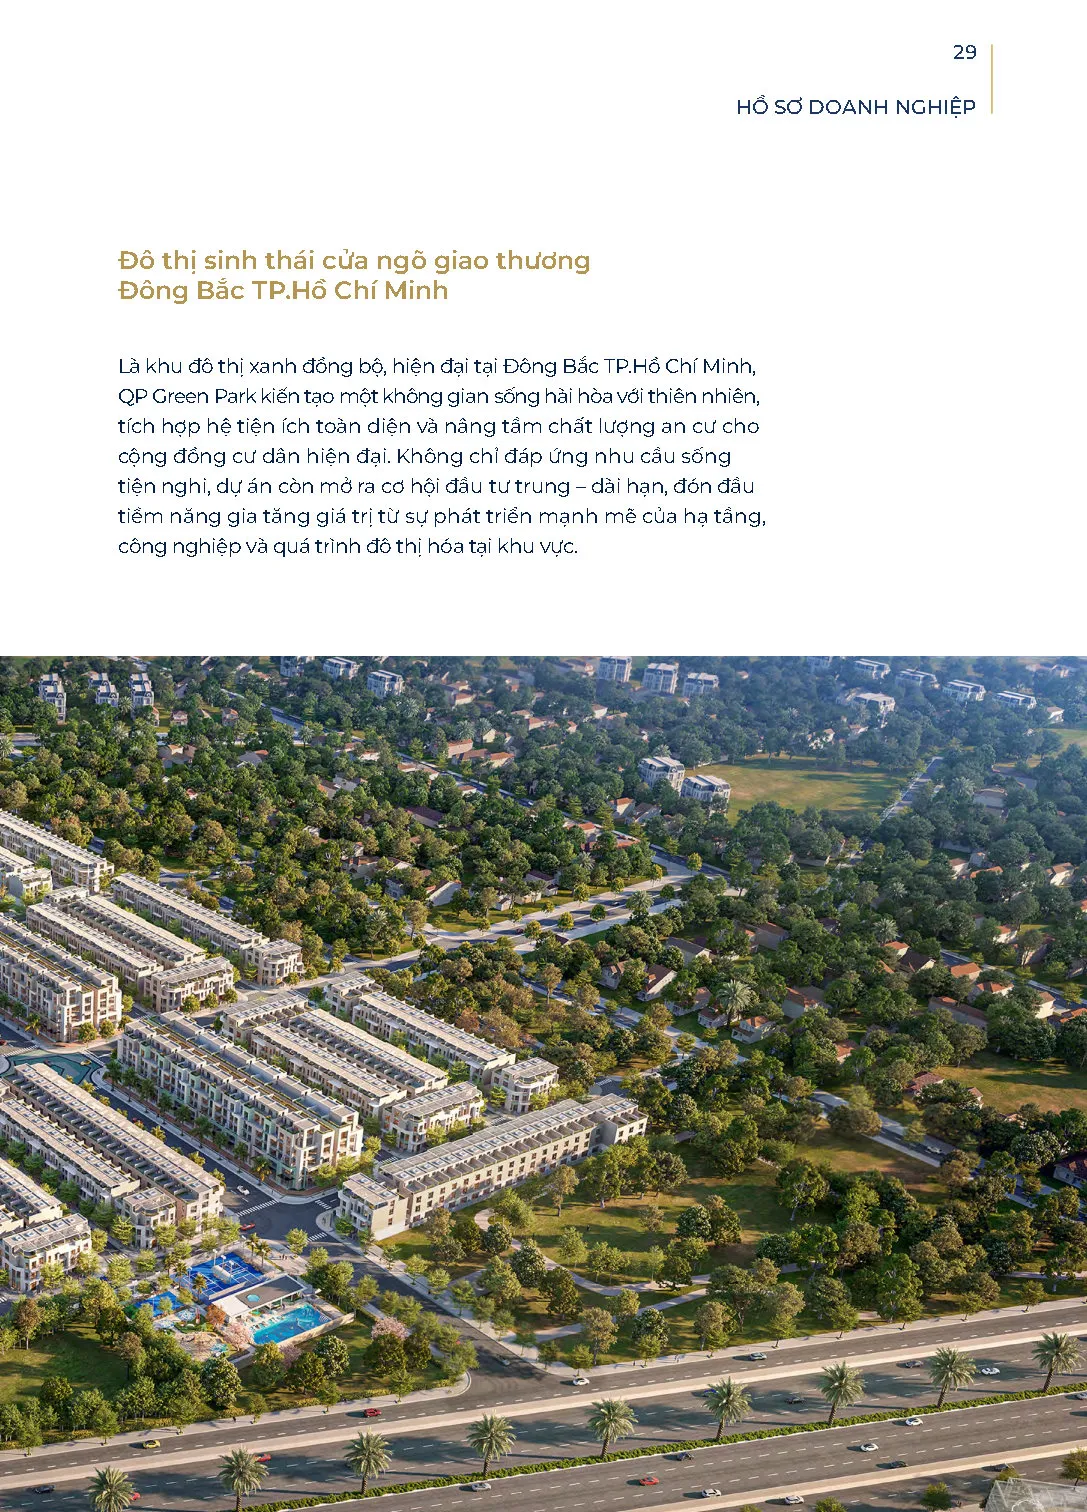 29
HỒ SƠ DOANH NGHIỆP
Đô thị sinh thái cửa ngõ giao thương
Đông Bắc TP.Hồ Chí Minh
Là khu đô thị xanh đồng bộ, hiện đại tại Đông Bắc TP.Hồ Chí Minh,
QP Green Park kiến tạo một không gian sống hài hòa với thiên nhiên,
tích hợp hệ tiện ích toàn diện và nâng tầm chất lượng an cư cho
cộng đồng cư dân hiện đại. Không chỉ đáp ứng nhu cầu sống
tiện nghi, dự án còn mở ra cơ hội đầu tư trung – dài hạn, đón đầu
tiềm năng gia tăng giá trị từ sự phát triển mạnh mẽ của hạ tầng,
công nghiệp và quá trình đô thị hóa tại khu vực.